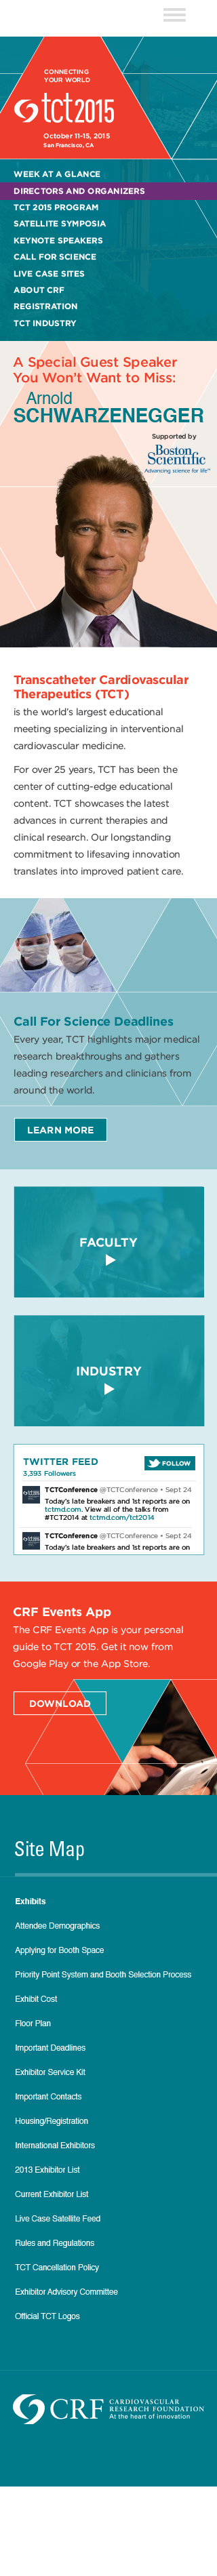 CONNECTING
YOUR WORLD
tct2015
October 11-15, 2015
San Francisco, CA
WEEK AT A GLANCE
DIRECTORS AND ORGANIZERS
TCT 2015 PROGRAM
SATELLITE SYMPOSIA
KEYNOTE SPEAKERS
CALL FOR SCIENCE
LIVE CASE SITES
ABOUT CRF
REGISTRATION
TCT INDUSTRY
A Special Guest Speaker
You Won't Want to Miss:
Arnold
SCHWARZENEGGER
Supported by
Boston
Scientific
Advancing science for life™
Transcatheter Cardiovascular
Therapeutics (TCT)
is the world's largest educational
meeting specializing in interventional
cardiovascular medicine.
For over 25 years, TCT has been the
center of cutting-edge educational
content. TCT showcases the latest
advances in current therapies and
clinical research. Our longstanding
commitment to lifesaving innovation
translates into improved patient care.
Call For Science Deadlines
Every year, TCT highlights major medical
research breakthroughs and gathers
leading researchers and clinicians from
around the world.
LEARN MORE
FACULTY
INDUSTRY
TWITTER FEED
FOLLOW
3,393 Followers
TCTConference @TCTConference • Sept 24
Today's late breakers and 1st reports are on
tctmd.com. View all of the talks from
#TCT2014 at tctmd.com/tct2014
TCTConference @TCTConference • Sept 24
Today's late breakers and 1st reports are on
CRF Events App
The CRF Events App is your personal
guide to TCT 2015. Get it now from
Google Play or the App Store.
DOWNLOAD
Site Map
Exhibits
Attendee Demographics
Applying for Booth Space
Priority Point System and Booth Selection Process
Exhibit Cost
Floor Plan
Important Deadlines
Exhibitor Service Kit
Important Contacts
Housing/Registration
International Exhibitors
2013 Exhibitor List
Current Exhibitor List
Live Case Satellite Feed
Rules and Regulations
TCT Cancellation Policy
Exhibitor Advisory Committee
Official TCT Logos
CRF
CARDIOVASCULAR
RESEARCH FOUNDATION
At the heart of innovation